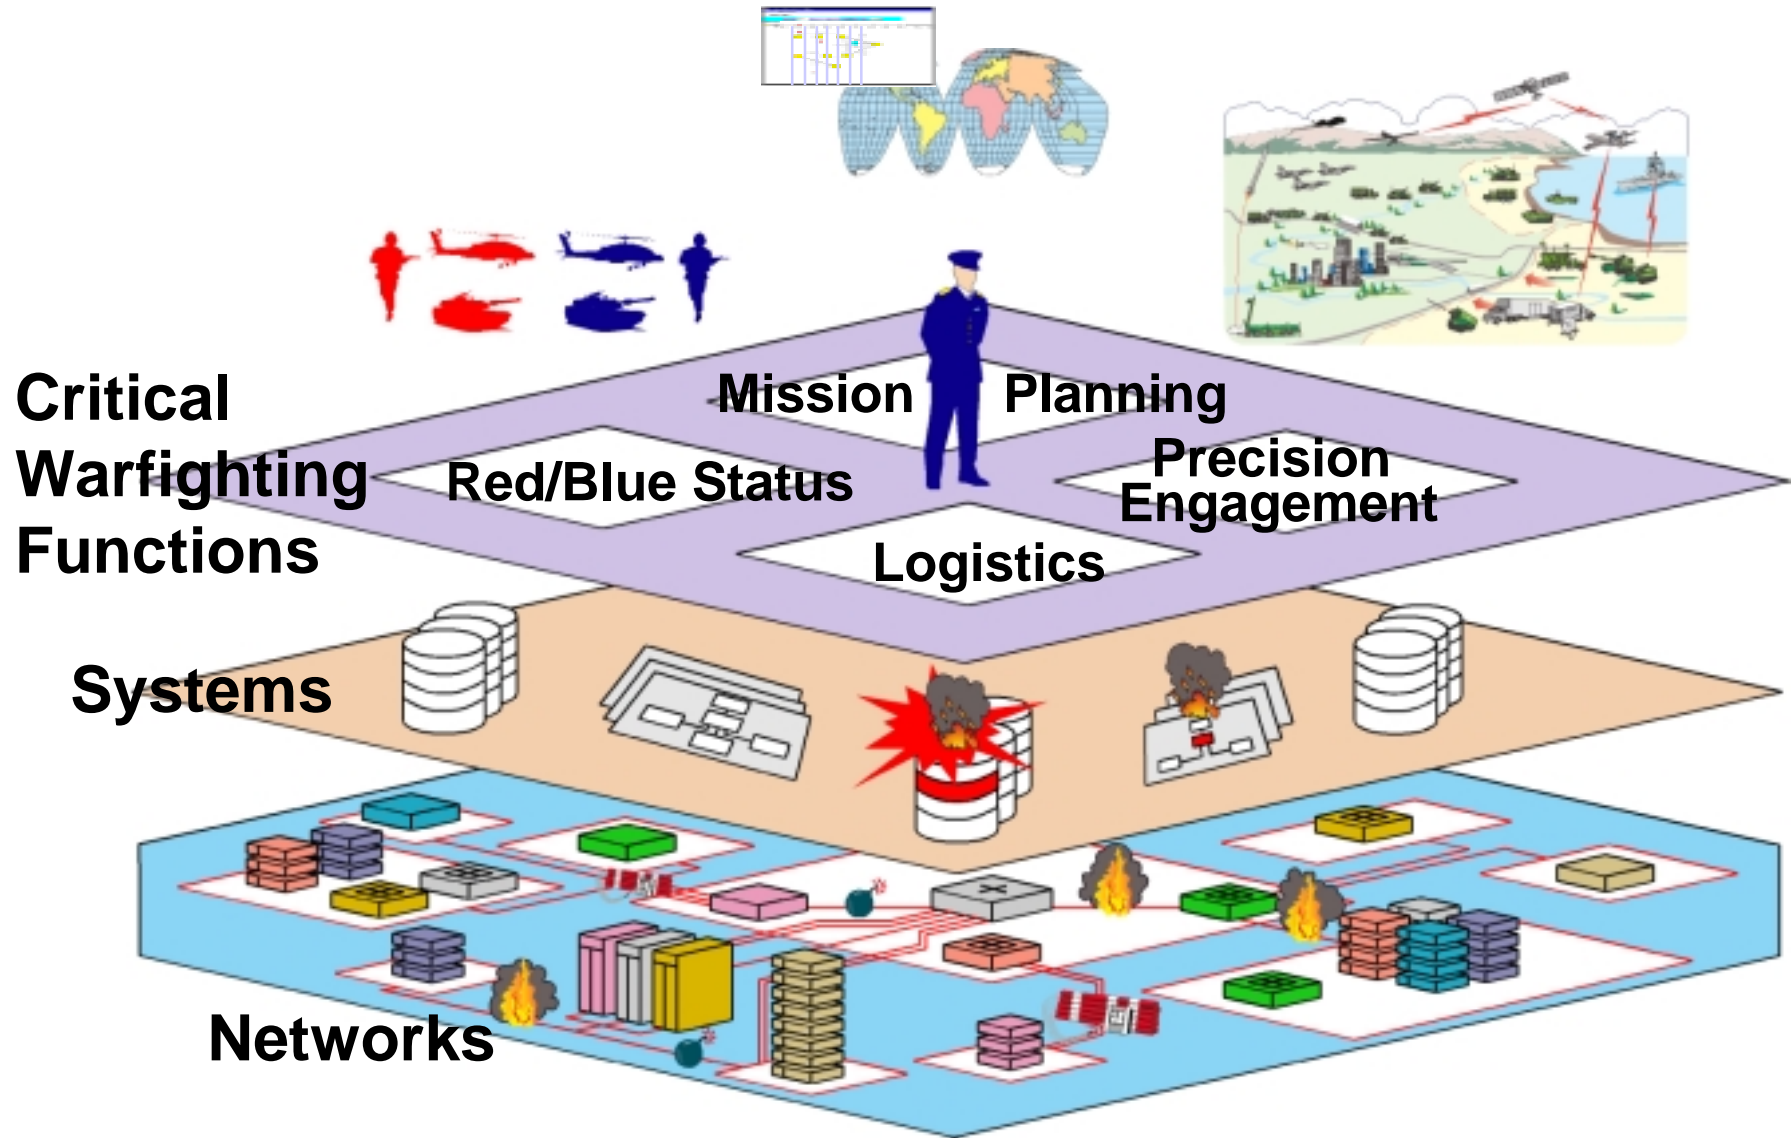 Critical
Warfighting
Functions
Mission Planning
Red/Blue Status
Precision
Engagement
Logistics
Systems
Networks